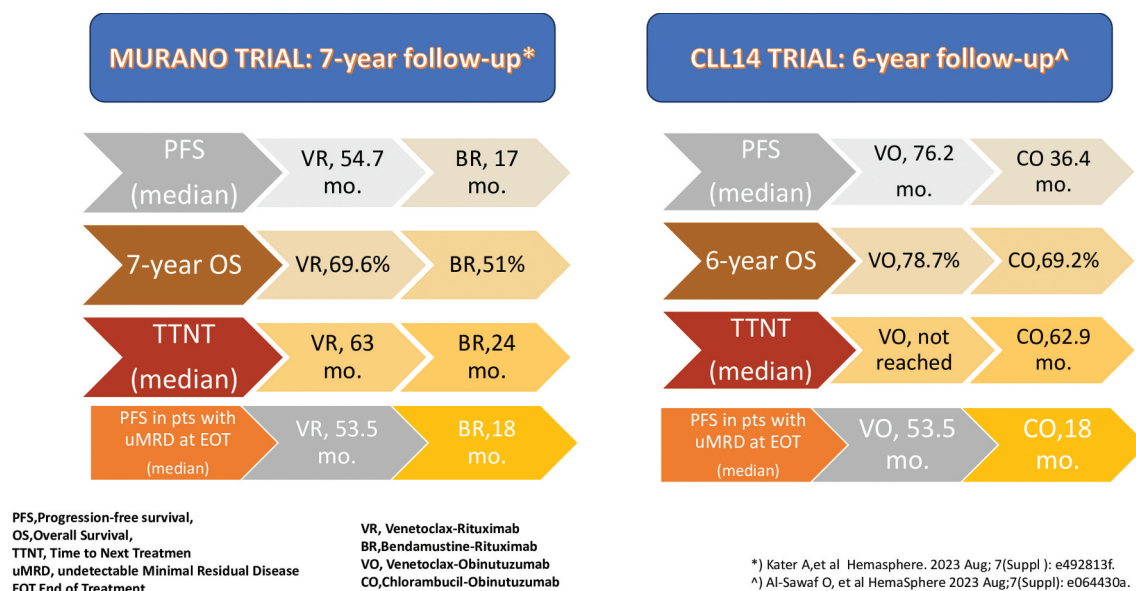 MURANO TRIAL: 7-year follow-up*
PFS
(median)
VR, 54.7
mo.
BR, 17
mo.
7-year OS
VR,69.6%
BR,51%
TTNT
(median)
VR, 63
mo.
BR,24
mo.
PFS in pts with
uMRD at EOT
(median)
VR, 53.5
mo.
BR,18
mo.
CLL14 TRIAL: 6-year follow-up^
PFS
(median)
VO, 76.2
mo.
CO 36.4
mo.
6-year OS
VO,78.7%
CO,69.2%
TTNT
(median)
VO, not
reached
CO,62.9
mo.
PFS in pts with
uMRD at EOT
(median)
VO, 53.5
mo.
CO,18
mo.
PFS,Progression-free survival,
OS,Overall Survival,
TTNT, Time to Next Treatmen
uMRD, undetectable Minimal Residual Disease
EOT,End of Treatment
VR, Venetoclax-Rituximab
BR,Bendamustine-Rituximab
VO, Venetoclax-Obinutuzumab
CO,Chlorambucil-Obinutuzumab
*) Kater A,et al Hemasphere. 2023 Aug; 7(Suppl ): e492813f.
^) Al-Sawaf O, et al HemaSphere 2023 Aug;7(Suppl): e064430a.